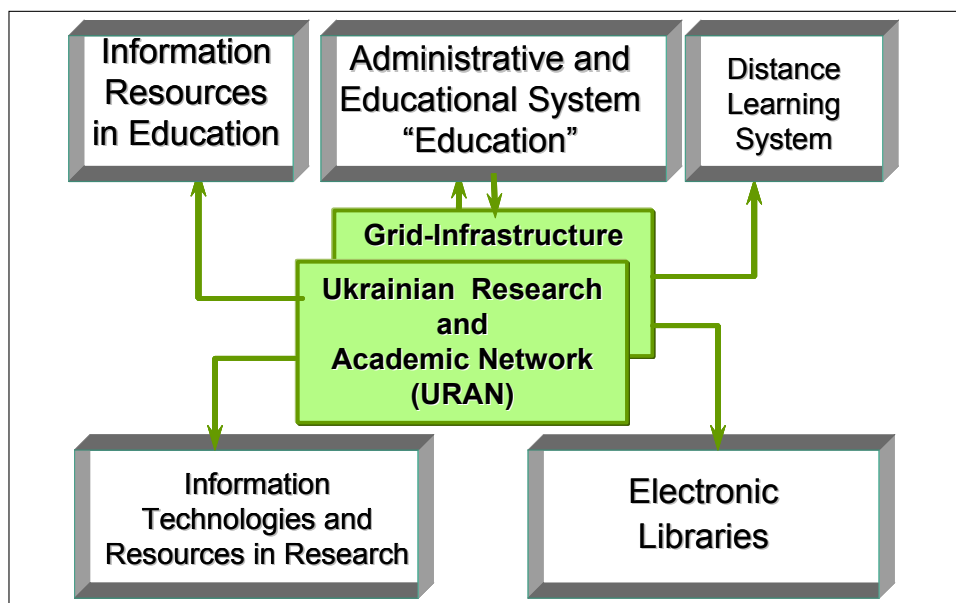 Information
Resources
in Education
Administrative and
Educational System
“Education”
Distance
Learning
System
Grid-Infrastructure
Ukrainian Research
and
Academic Network
(URAN)
Information
Technologies and
Resources in Research
Electronic
Libraries